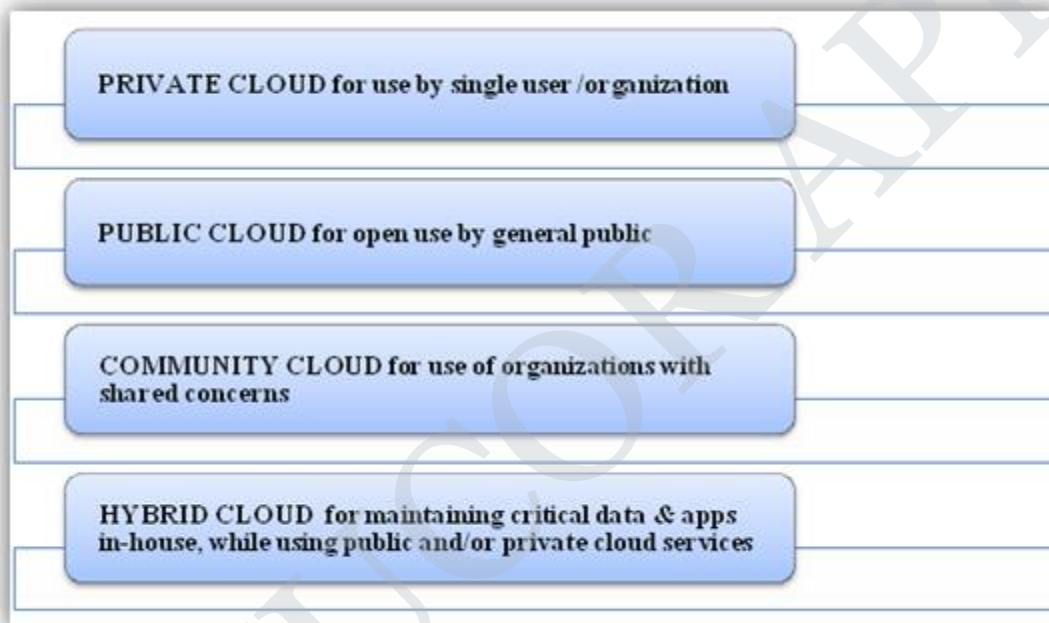 PRIVATE CLOUD for use by single user /organization
PUBLIC CLOUD for open use by general public
COMMUNITY CLOUD for use of organizations with
shared concerns
HYBRID CLOUD for maintaining critical data & apps
in-house, while using public and/or private cloud services